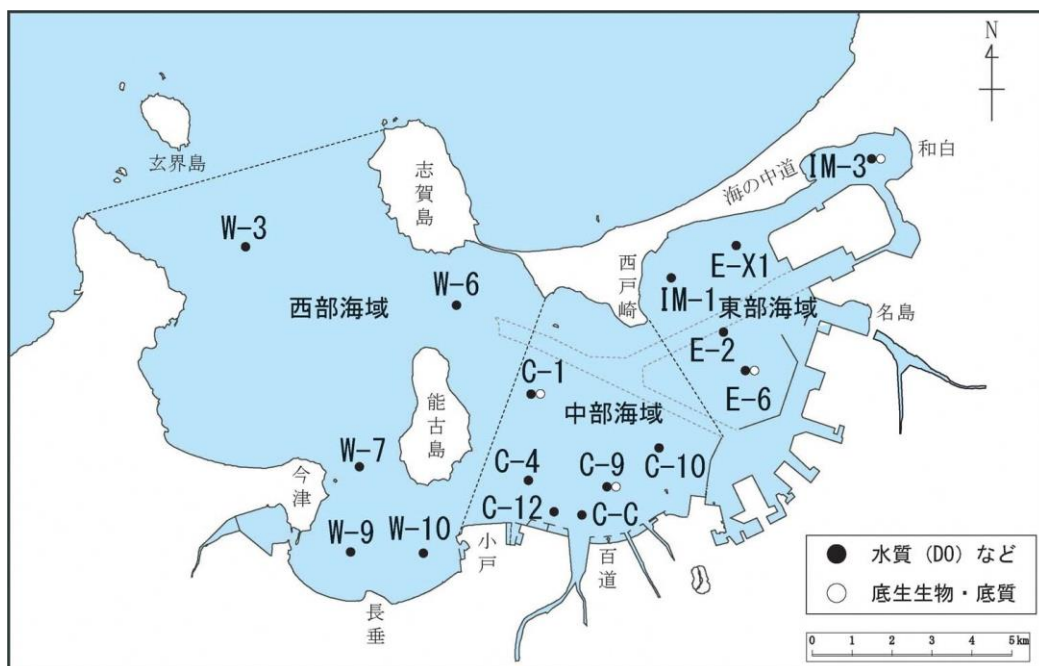 N
玄界島
志賀島
海の中道
和白
IM-3
W-3
西戸崎
E-X1
W-6
IM-1
西部海域
東部海域
名島
E-2
C-1
E-6
能古島
中部海域
W-7
C-4
C-9
C-10
今津
C-12
C-C
W-9
W-10
小戸
百道
長垂
水質（DO）など
底生生物・底質
0 1 2 3 4 5km